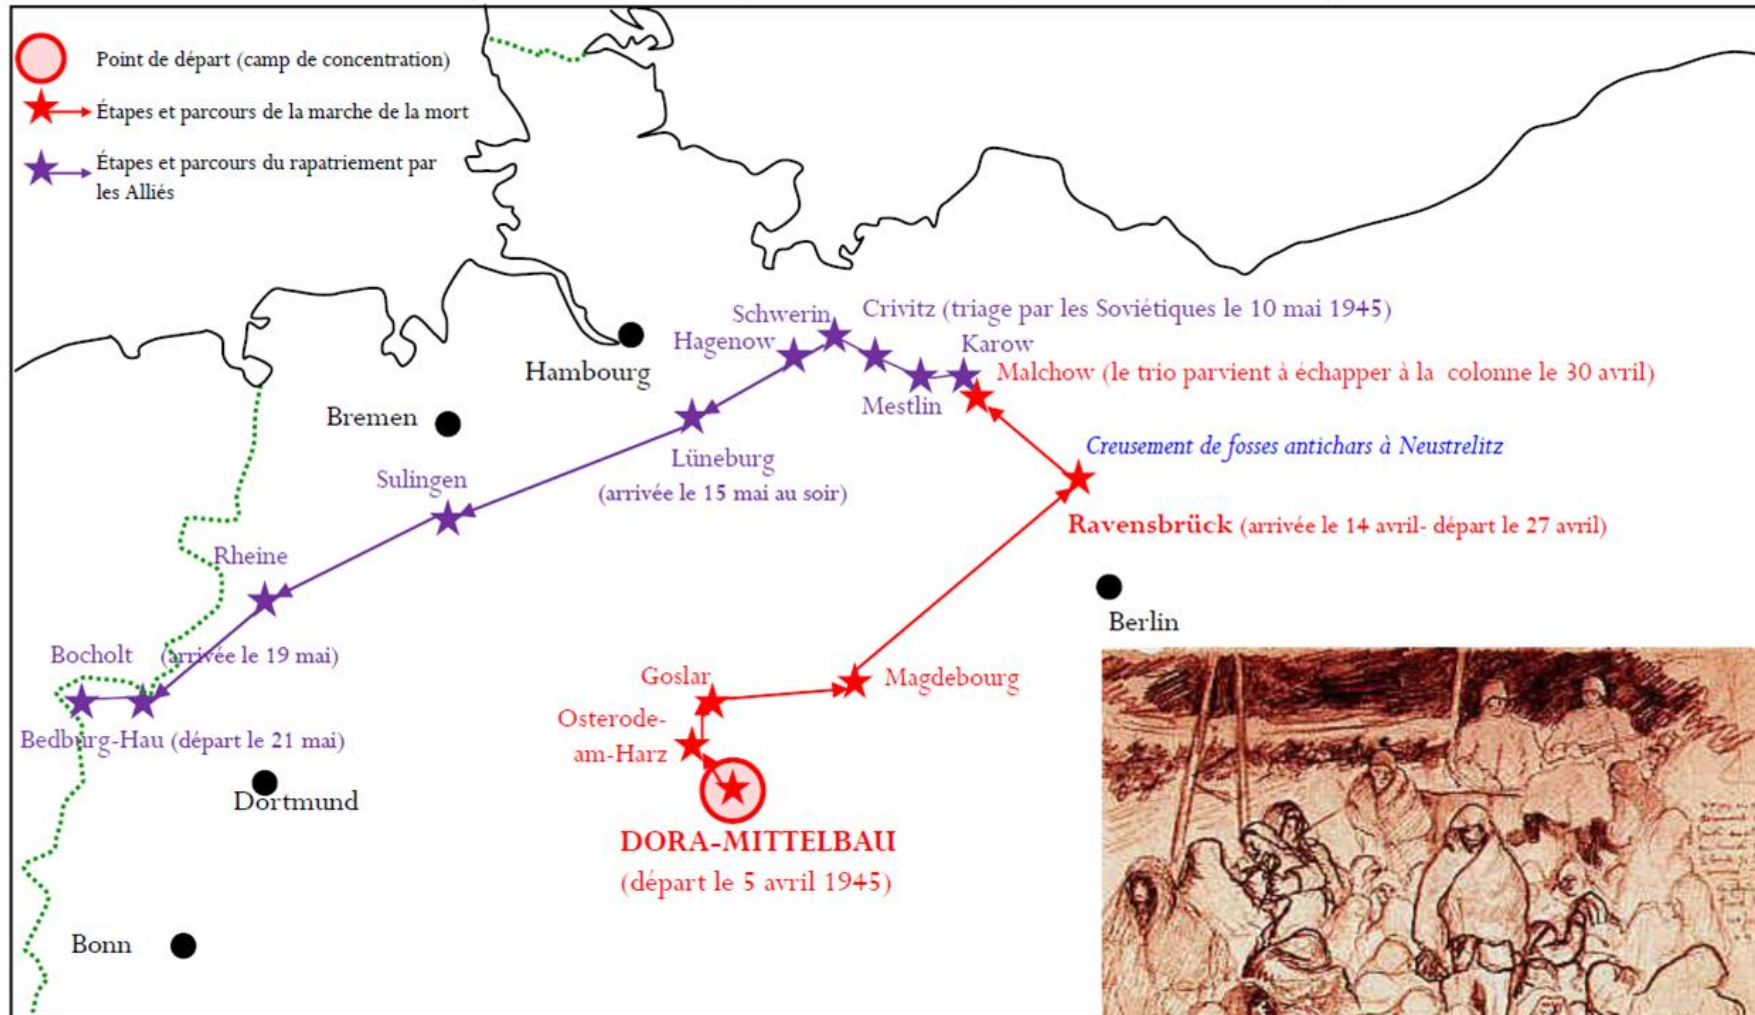 Point de départ (camp de concentration)
Étapes et parcours de la marche de la mort
Étapes et parcours du rapatriement par
les Alliés
Schwerin
Crivitz (triage par les Soviétiques le 10 mai 1945)
Hagenow
Karow
Hambourg
Malchow (le trio parvient à échapper à la colonne le 30 avril)
Mestlin
Bremen
Creusement de fosses antichars à Neustrelitz
Lüneburg
(arrivée le 15 mai au soir)
Sulingen
Ravensbrück (arrivée le 14 avril- départ le 27 avril)
Rheine
Berlin
Bocholt (arrivée le 19 mai)
Goslar
Magdebourg
Osterode-
am-Harz
Bedburg-Hau (départ le 21 mai)
Dortmund
DORA-MITTELBAU
(départ le 5 avril 1945)
Bonn